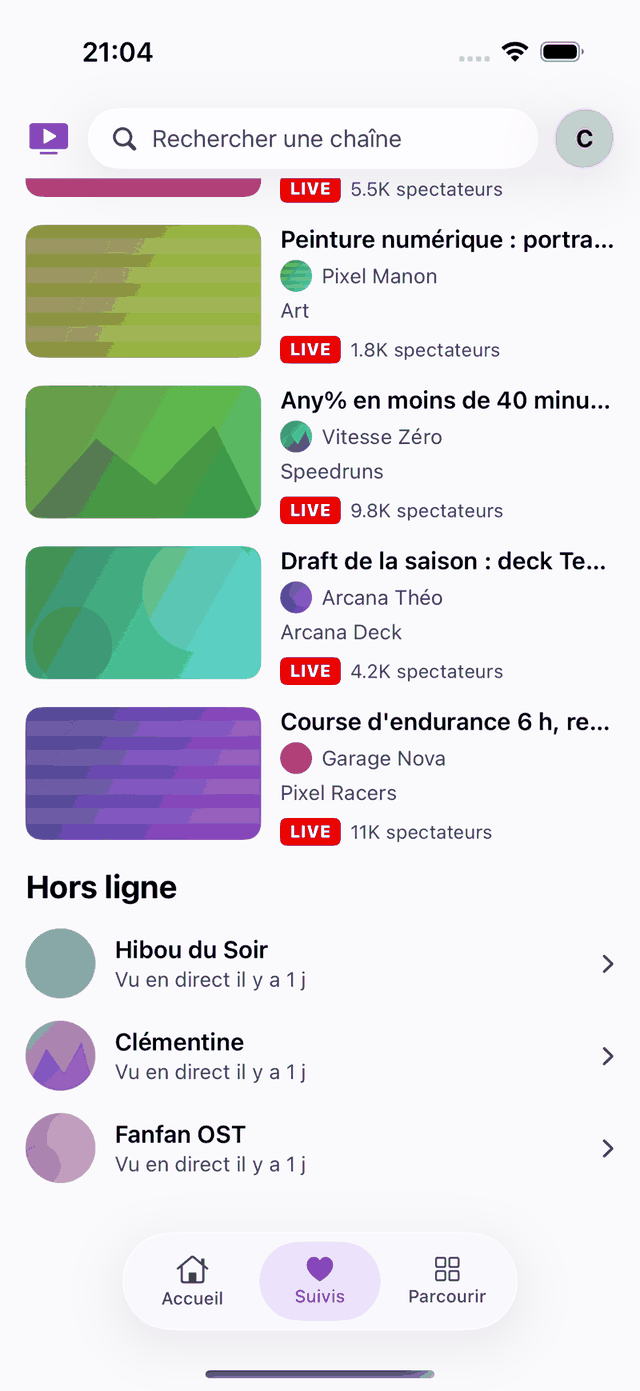 21:04
Rechercher une chaîne
C
LIVE 5.5K spectateurs
Peinture numérique : portra...
Pixel Manon
Art
LIVE 1.8K spectateurs
Any% en moins de 40 minu...
Vitesse Zéro
Speedruns
LIVE 9.8K spectateurs
Draft de la saison : deck Te...
Arcana Théo
Arcana Deck
LIVE 4.2K spectateurs
Course d'endurance 6 h, re...
Garage Nova
Pixel Racers
LIVE 11K spectateurs
Hors ligne
Hibou du Soir
Vu en direct il y a 1 j
Clémentine
Vu en direct il y a 1 j
Fanfan OST
Vu en direct il y a 1 j
Accueil
Suivis
Parcourir